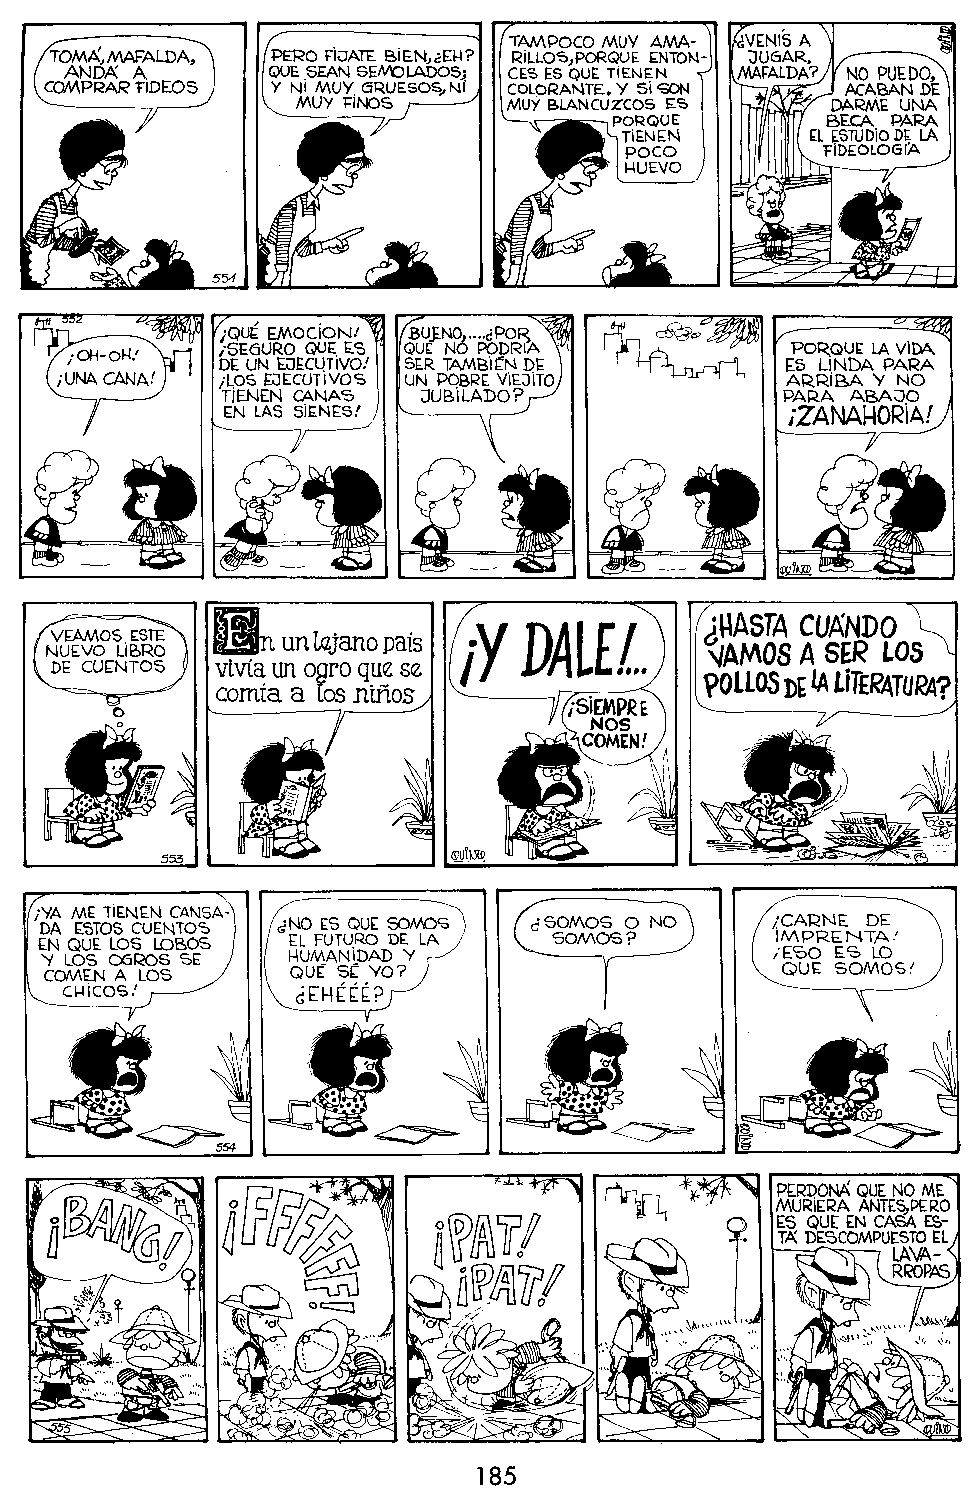 TOMÁ, MAFALDA,
ANDÁ A
COMPRAR FIDEOS
551
PERO FIJATE BIEN, ¿EH?
QUE SEAN SEMOLADOS;
Y NI MUY GRUESOS, NI
MUY FINOS
TAMPOCO MUY AMA-
RILLOS, PORQUE ENTON-
CES ES QUE TIENEN
COLORANTE. Y SI SON
MUY BLANCUZCOS ES
PORQUE
TIENEN
POCO
HUEVO
¿VENÍS A
JUGAR,
MAFALDA?
NO PUEDO,
ACABAN DE
DARME UNA
BECA PARA
EL ESTUDIO DE LA
FIDEOLOGÍA
QUINO
552
¡OH-OH!
¡UNA CANA!
¡QUÉ EMOCION!
¡SEGURO QUE ES
DE UN EJECUTIVO!
¡LOS EJECUTIVOS
TIENEN CANAS
EN LAS SIENES!
BUENO,....¿POR
QUÉ NO PODRÍA
SER TAMBIÉN DE
UN POBRE VIEJITO
JUBILADO?
PORQUE LA VIDA
ES LINDA PARA
ARRIBA Y NO
PARA ABAJO
¡ZANAHORIA!
QUINO
VEAMOS ESTE
NUEVO LIBRO
DE CUENTOS
553
En un lejano país
vivía un ogro que se
comía a los niños
¡Y DALE!...
¡SIEMPRE
NOS
COMEN!
QUINO
¿HASTA CUÁNDO
VAMOS A SER LOS
POLLOS DE LA LITERATURA?
¡YA ME TIENEN CANSA-
DA ESTOS CUENTOS
EN QUE LOS LOBOS
Y LOS OGROS SE
COMEN A LOS
CHICOS!
554
¿NO ES QUE SOMOS
EL FUTURO DE LA
HUMANIDAD Y
QUÉ SÉ YO?
¿EHÉÉÉ?
¿SOMOS O NO
SOMOS?
¡CARNE DE
IMPRENTA!
¡ESO ES LO
QUE SOMOS!
QUINO
¡BANG!
555
¡FFFFFFF!
¡PAT!
¡PAT!
PERDONÁ QUE NO ME
MURIERA ANTES, PERO
ES QUE EN CASA ES-
TÁ DESCOMPUESTO EL
LAVA-
RROPAS
QUINO
185